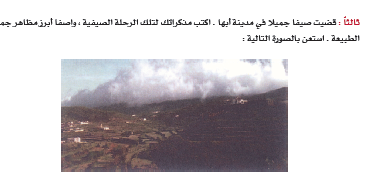 ثالثاً : قضيت صيفا جميلا في مدينة أبها . اكتب مذكراتك لتلك الرحلة الصيفية ، واصفا أبرز مظاهر جما
الطبيعة . استعن بالصورة التالية :